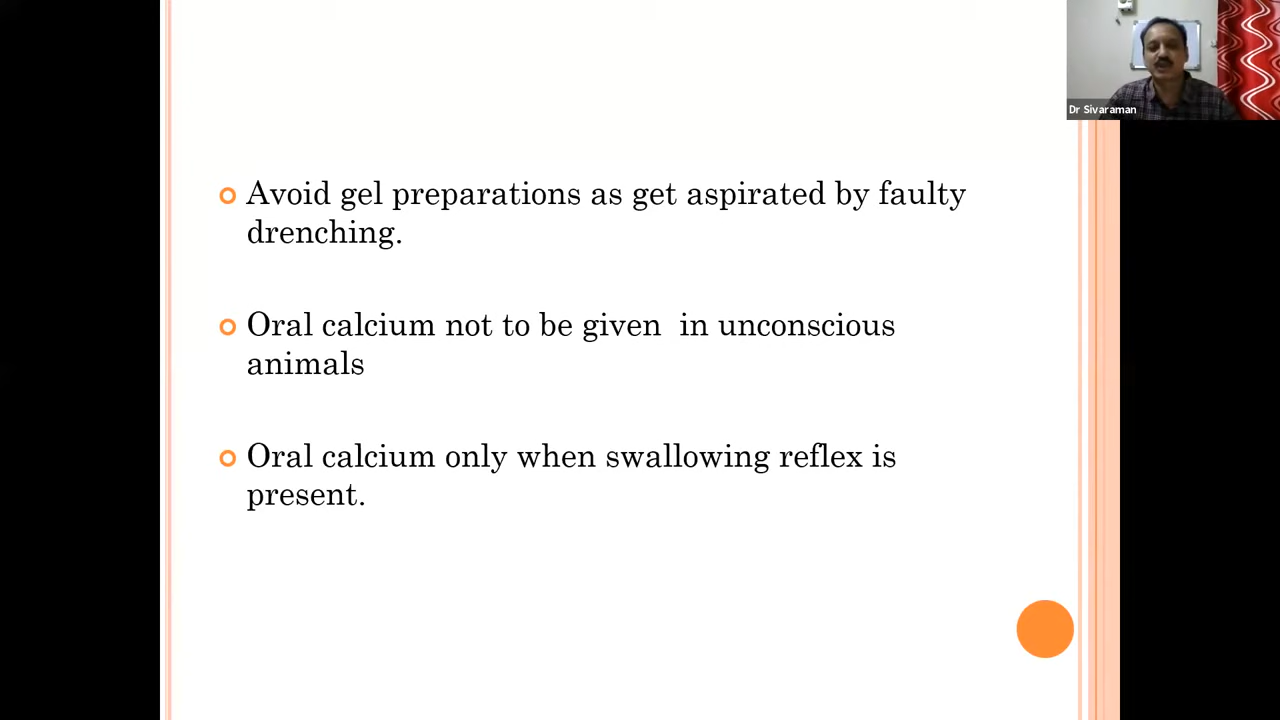 Dr Sivaraman
Avoid gel preparations as get aspirated by faulty
drenching.
Oral calcium not to be given  in unconscious
animals
Oral calcium only when swallowing reflex is
present.